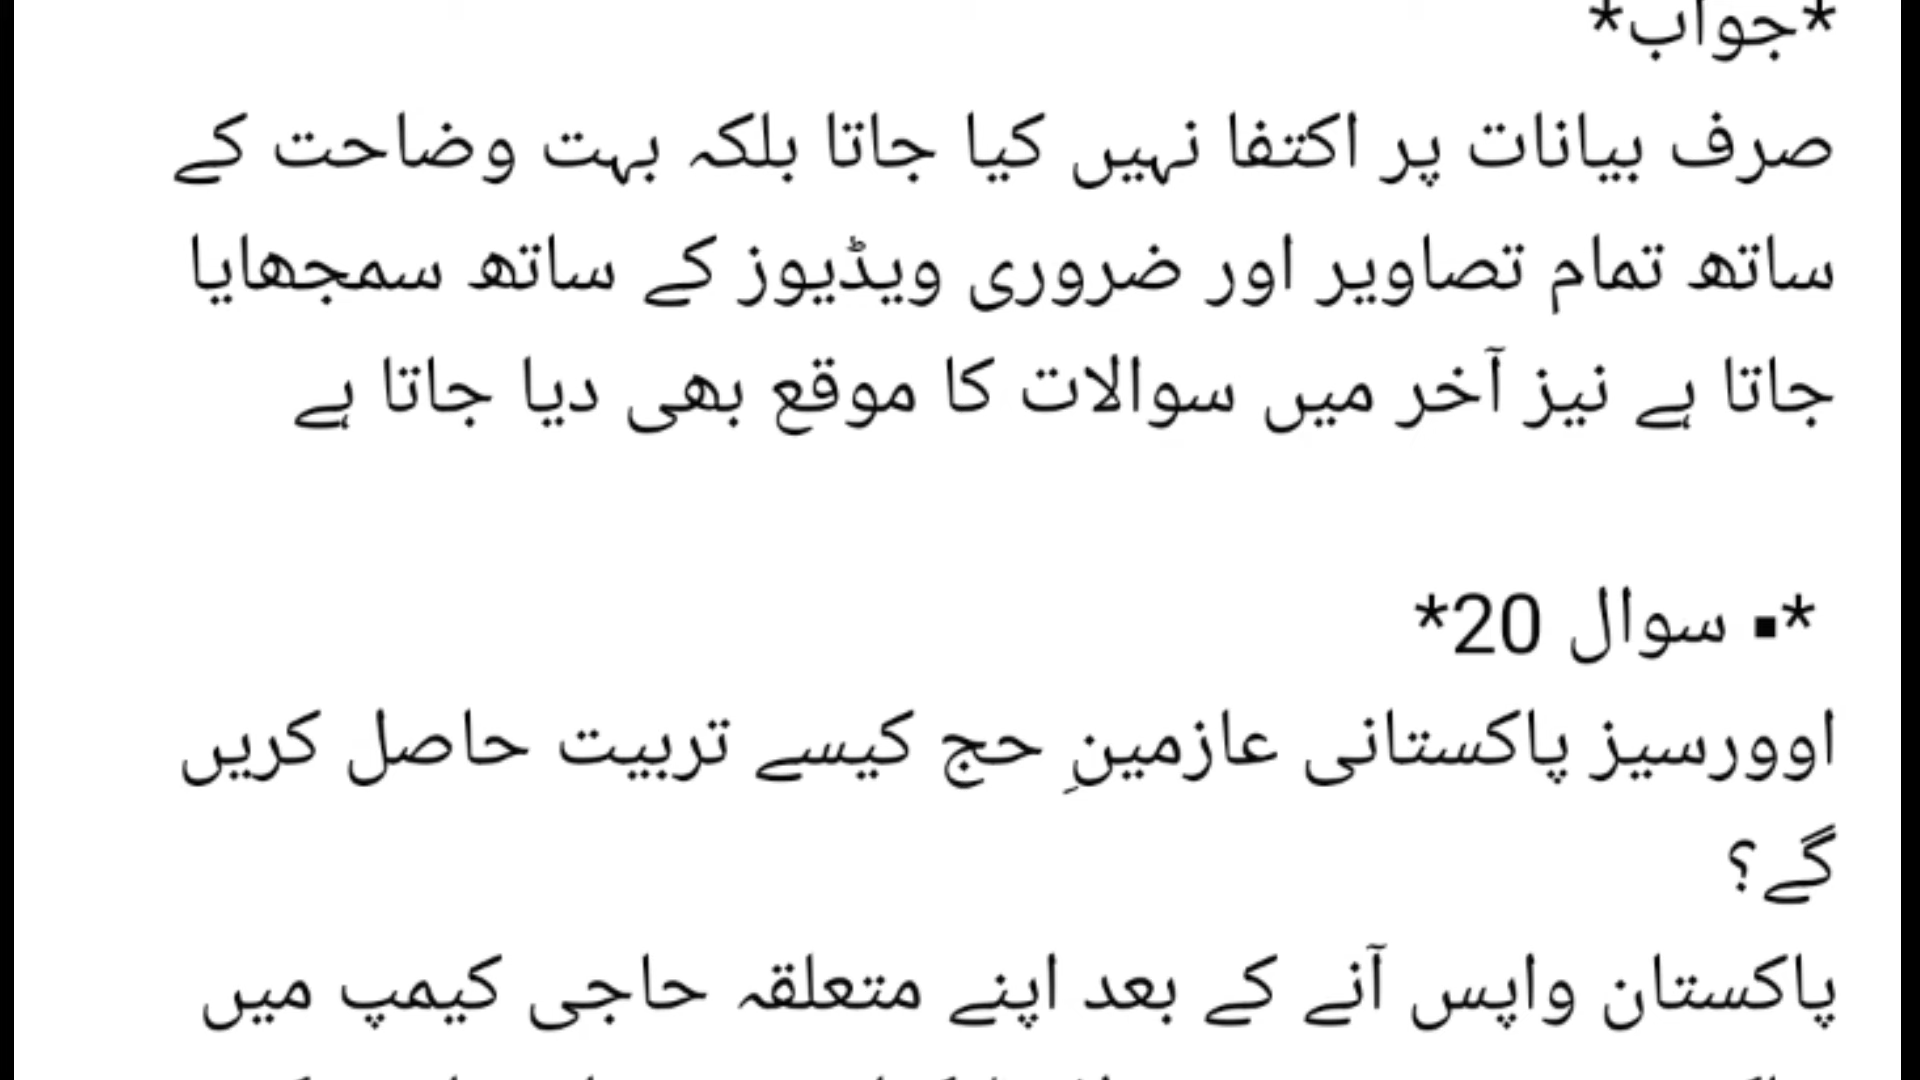 *جواب*
صرف بیانات پر اکتفا نہیں کیا جاتا بلکہ بہت وضاحت کے
ساتھ تمام تصاویر اور ضروری ویڈیوز کے ساتھ سمجھایا
جاتا ہے نیز آخر میں سوالات کا موقع بھی دیا جاتا ہے
*▪ سوال 20*
اوورسیز پاکستانی عازمینِ حج کیسے تربیت حاصل کریں
گے؟
پاکستان واپس آنے کے بعد اپنے متعلقہ حاجی کیمپ میں